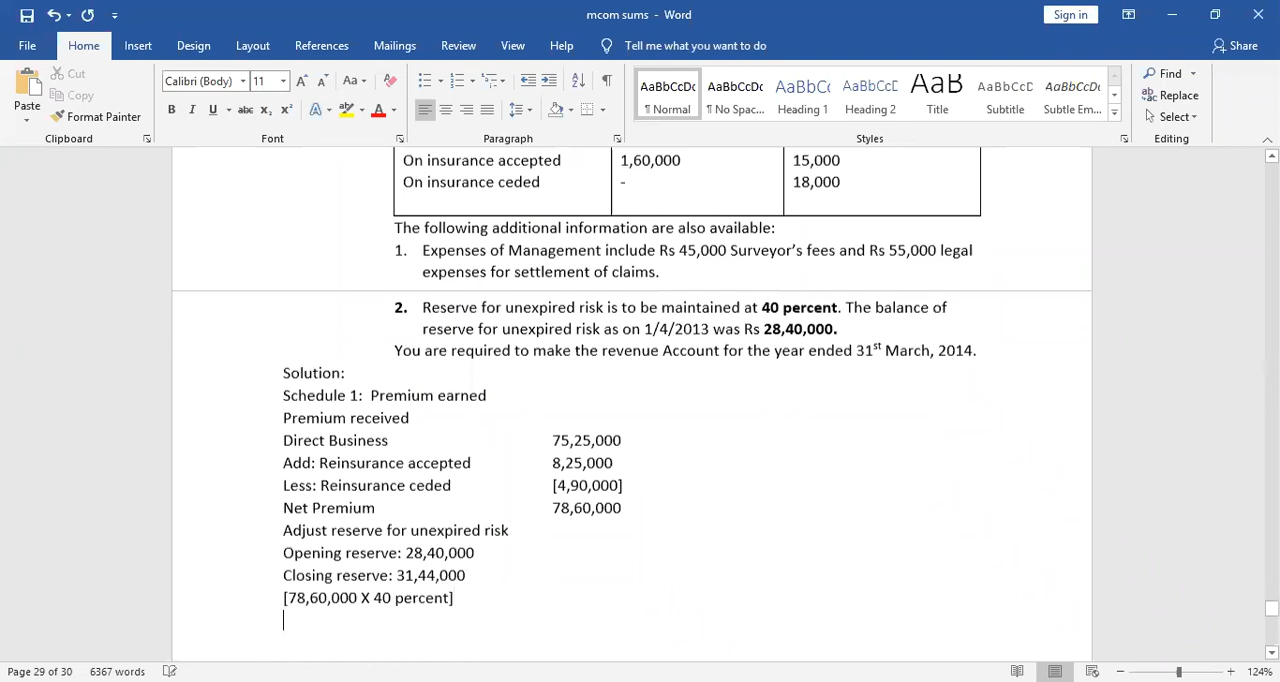 mcom sums - Word
Sign in
File Home Insert Design Layout References Mailings Review View Help Tell me what you want to do Share
Paste
Cut
Copy
Format Painter
Clipboard
Calibri (Body) 11
Font
Paragraph
AaBbCcDc AaBbCcDc AaBbC AaBbCcC AaB AaBbCcC AaBbCcDc
¶ Normal ¶ No Spac... Heading 1 Heading 2 Title Subtitle Subtle Em...
Styles
Find
Replace
Select
Editing
On insurance accepted 1,60,000 15,000
On insurance ceded - 18,000
The following additional information are also available:
1. Expenses of Management include Rs 45,000 Surveyor's fees and Rs 55,000 legal
expenses for settlement of claims.
2. Reserve for unexpired risk is to be maintained at 40 percent. The balance of
reserve for unexpired risk as on 1/4/2013 was Rs 28,40,000.
You are required to make the revenue Account for the year ended 31st March, 2014.
Solution:
Schedule 1: Premium earned
Premium received
Direct Business 75,25,000
Add: Reinsurance accepted 8,25,000
Less: Reinsurance ceded [4,90,000]
Net Premium 78,60,000
Adjust reserve for unexpired risk
Opening reserve: 28,40,000
Closing reserve: 31,44,000
[78,60,000 X 40 percent]
Page 29 of 30 6367 words 124%